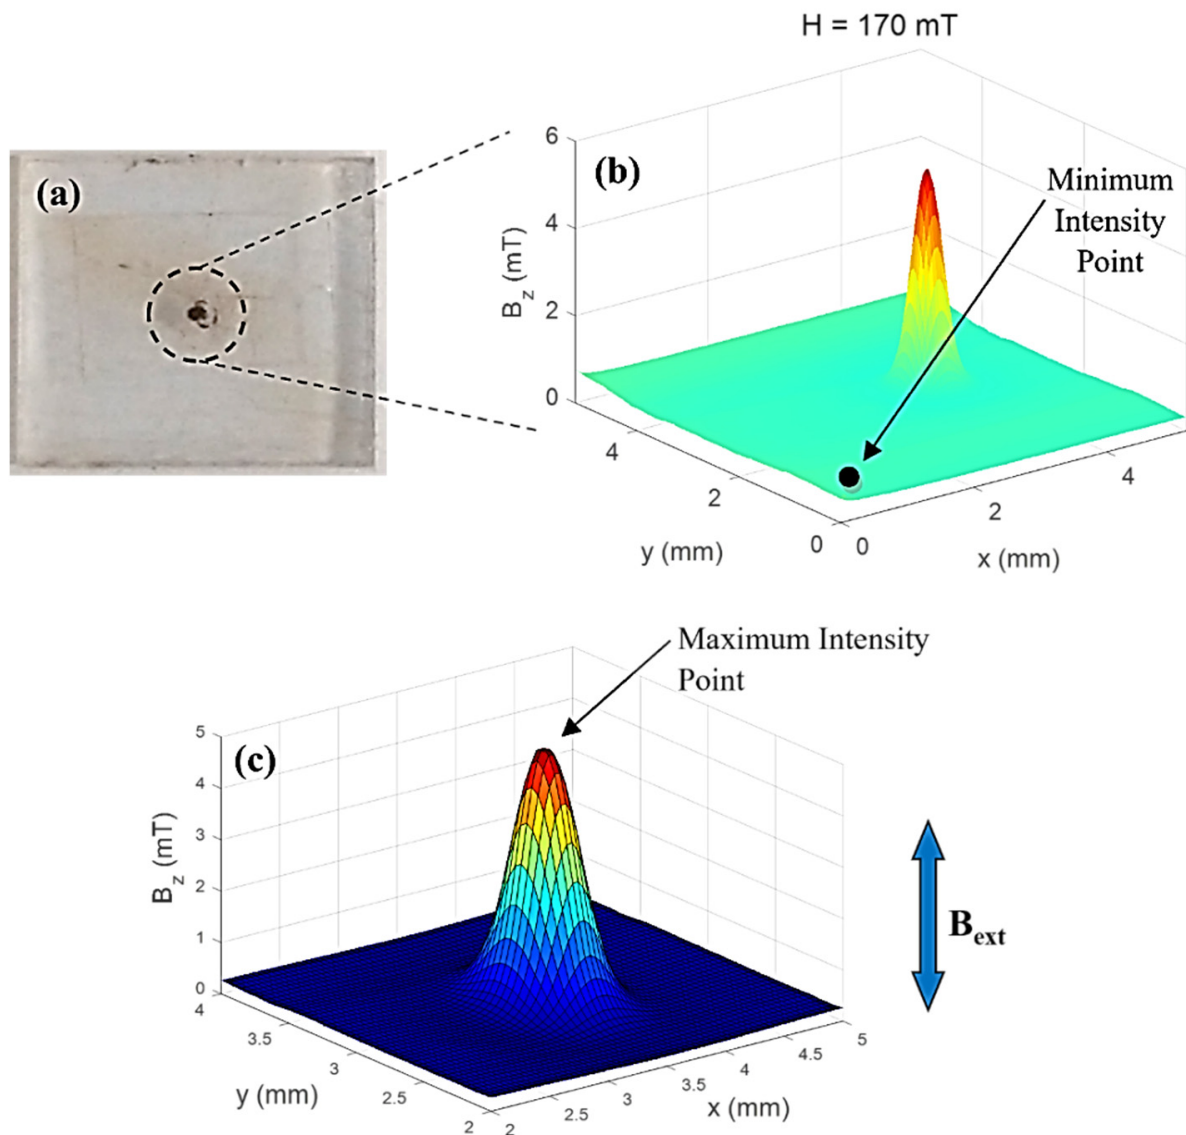 (a)
H = 170 mT
(b)
Minimum
Intensity
Point
B_z (mT)
6
4
2
0
4
2
0
y (mm)
0
2
4
x (mm)
Maximum Intensity
Point
(c)
B_z (mT)
5
4
3
2
1
0
4
3.5
3
2.5
2
y (mm)
2
2.5
3
3.5
4
4.5
5
x (mm)
B_ext